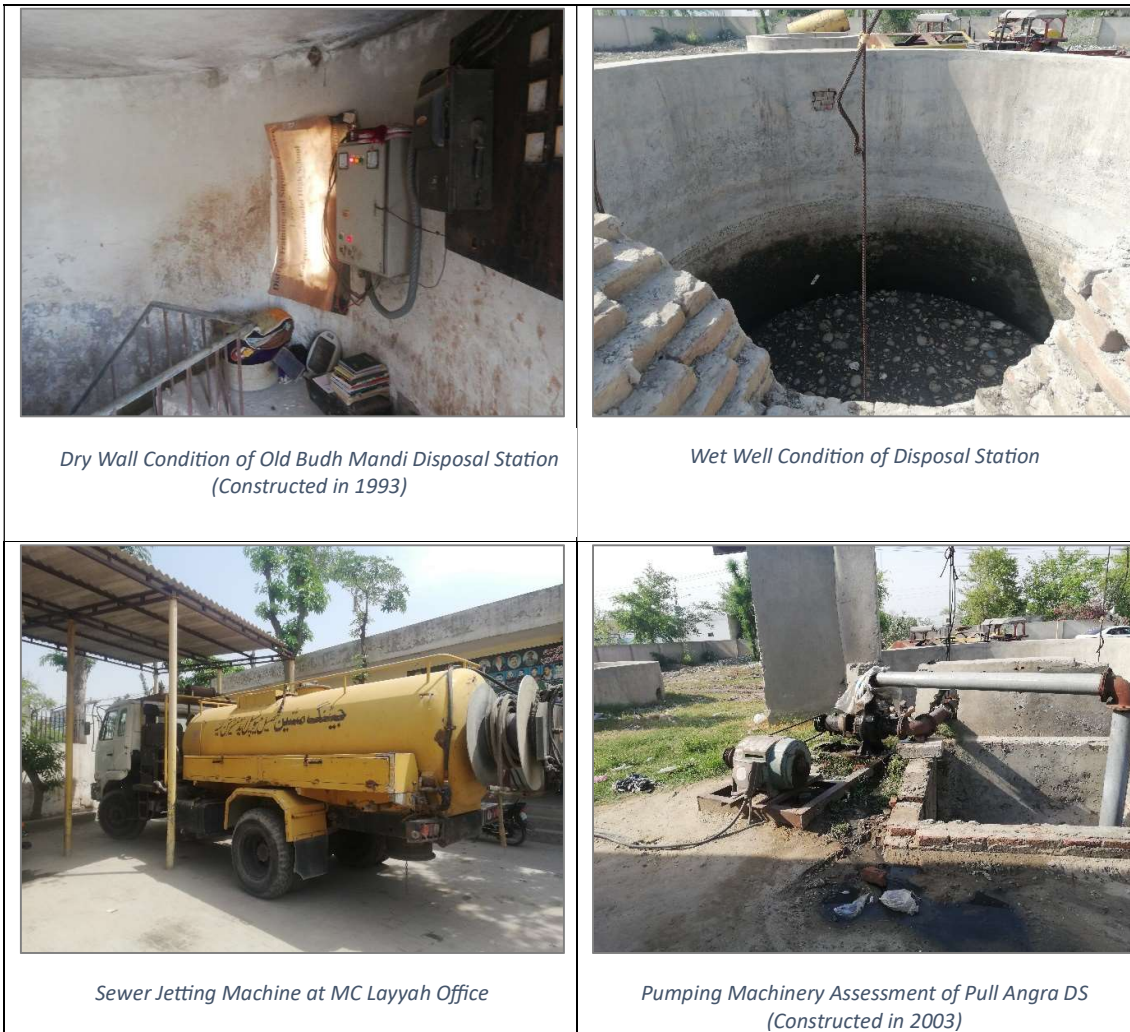 Dry Wall Condition of Old Budh Mandi Disposal Station
(Constructed in 1993)
Wet Well Condition of Disposal Station
Sewer Jetting Machine at MC Layyah Office
Pumping Machinery Assessment of Pull Angra DS
(Constructed in 2003)